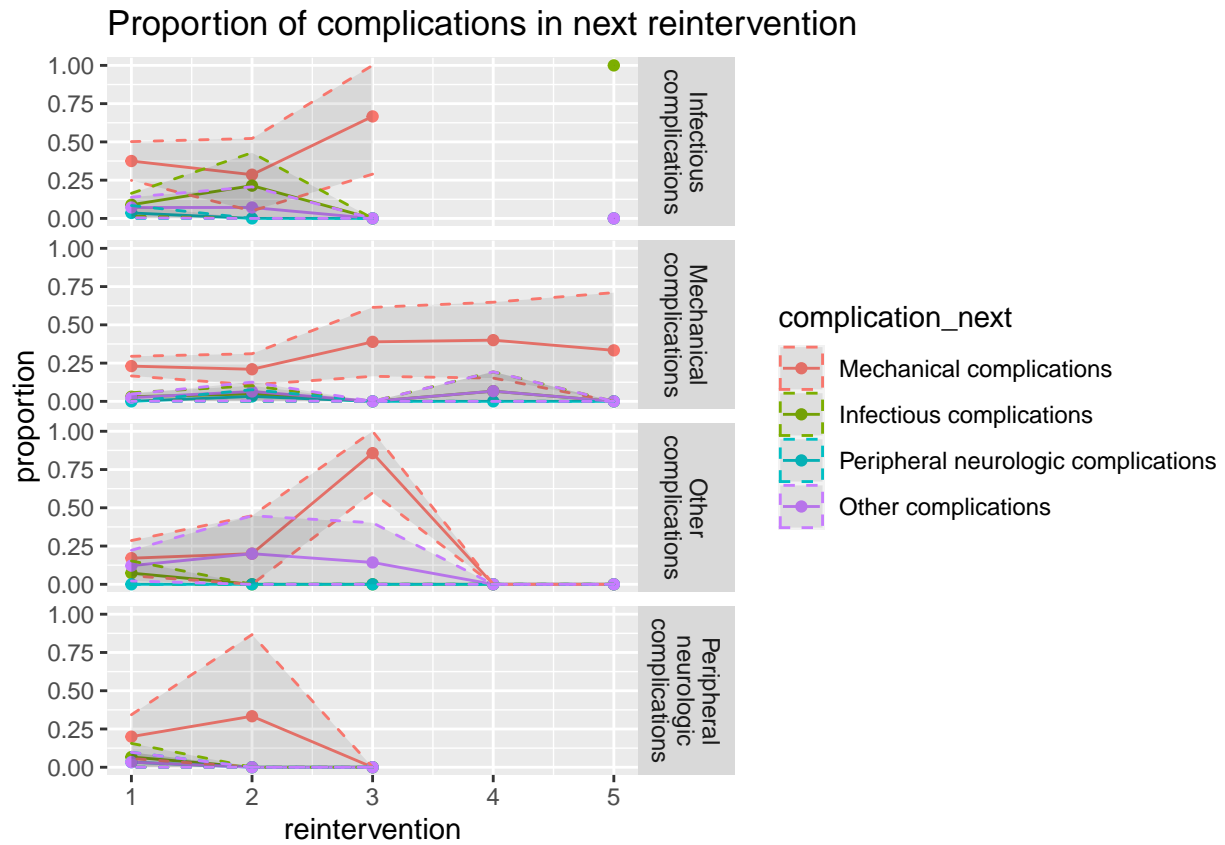 Proportion of complications in next reintervention
proportion
1.00
0.75
0.50
0.25
0.00
Infectious
complications
1.00
0.75
0.50
0.25
0.00
Mechanical
complications
1.00
0.75
0.50
0.25
0.00
Other
complications
1.00
0.75
0.50
0.25
0.00
Peripheral
neurologic
complications
1 2 3 4 5
reintervention
complication_next
Mechanical complications
Infectious complications
Peripheral neurologic complications
Other complications